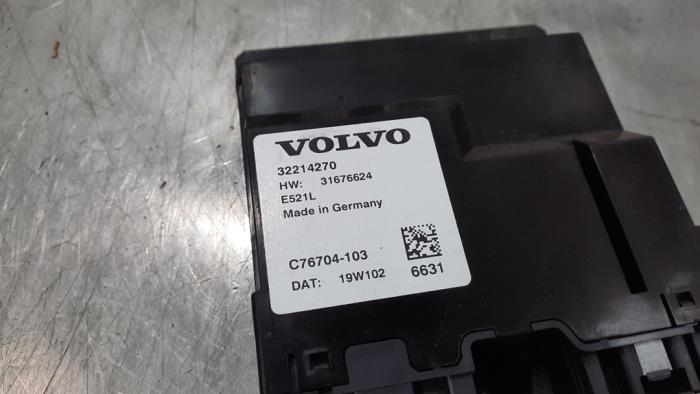 VOLVO
32214270
HW: 31676624
E521L
Made in Germany
C76704-103
DAT: 19W102 6631